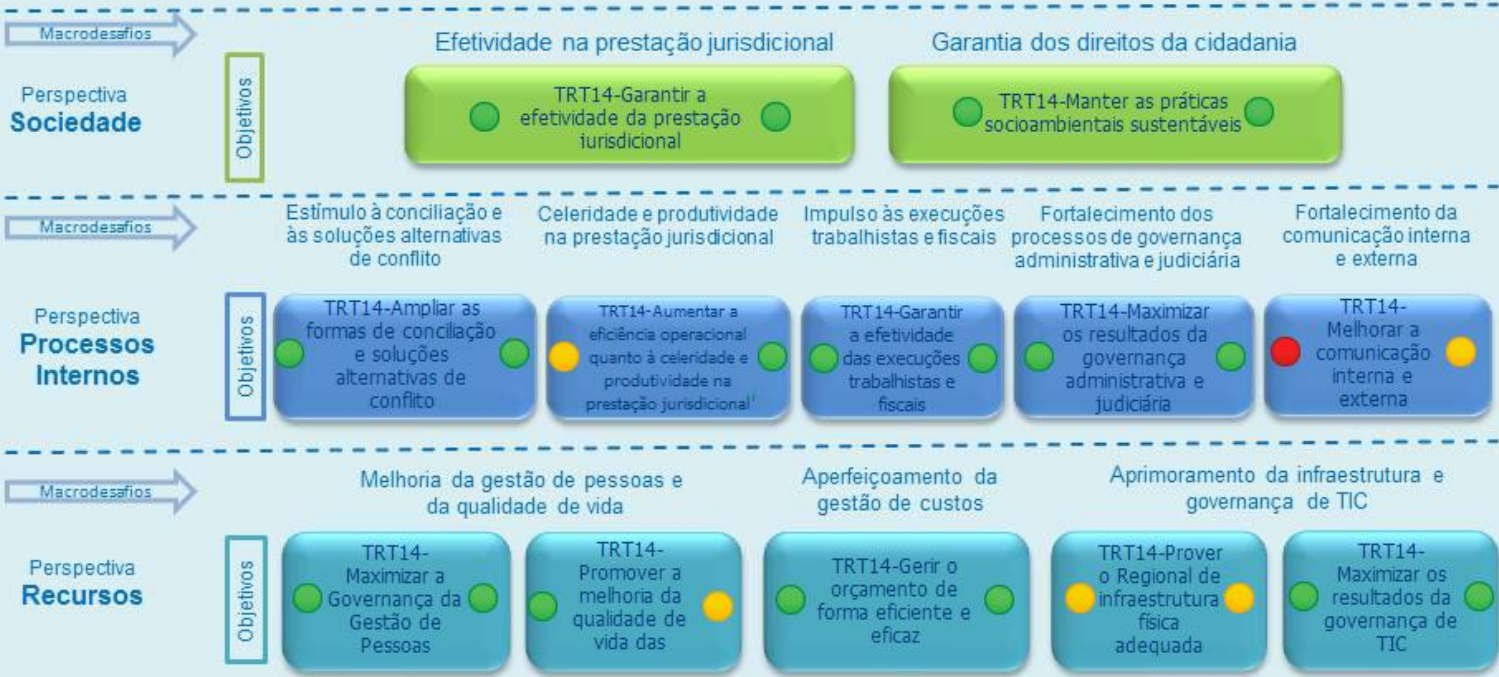 Macrodesafios
Efetividade na prestação jurisdicional
Garantia dos direitos da cidadania
Perspectiva
Sociedade
Objetivos
TRT14-Garantir a
efetividade da prestação
jurisdicional
TRT14-Manter as práticas
socioambientais sustentáveis
Macrodesafios
Estímulo à conciliação e
às soluções alternativas
de conflito
Celeridade e produtividade
na prestação jurisdicional
Impulso às execuções
trabalhistas e fiscais
Fortalecimento dos
processos de governança
administrativa e judiciária
Fortalecimento da
comunicação interna
e externa
Perspectiva
Processos
Internos
Objetivos
TRT14-Ampliar as
formas de conciliação
e soluções
alternativas de
conflito
TRT14-Aumentar a
eficiência operacional
quanto à celeridade e
produtividade na
prestação jurisdicional'
TRT14-Garantir
a efetividade
das execuções
trabalhistas e
fiscais
TRT14-Maximizar
os resultados da
governança
administrativa e
judiciária
TRT14-
Melhorar a
comunicação
interna e
externa
Macrodesafios
Melhoria da gestão de pessoas e
da qualidade de vida
Aperfeiçoamento da
gestão de custos
Aprimoramento da infraestrutura e
governança de TIC
Perspectiva
Recursos
Objetivos
TRT14-
Maximizar a
Governança da
Gestão de
Pessoas
TRT14-
Promover a
melhoria da
qualidade de
vida das
TRT14-Gerir o
orçamento de
forma eficiente e
eficaz
TRT14-Prover
o Regional de
infraestrutura
física
adequada
TRT14-
Maximizar os
resultados da
governança de
TIC